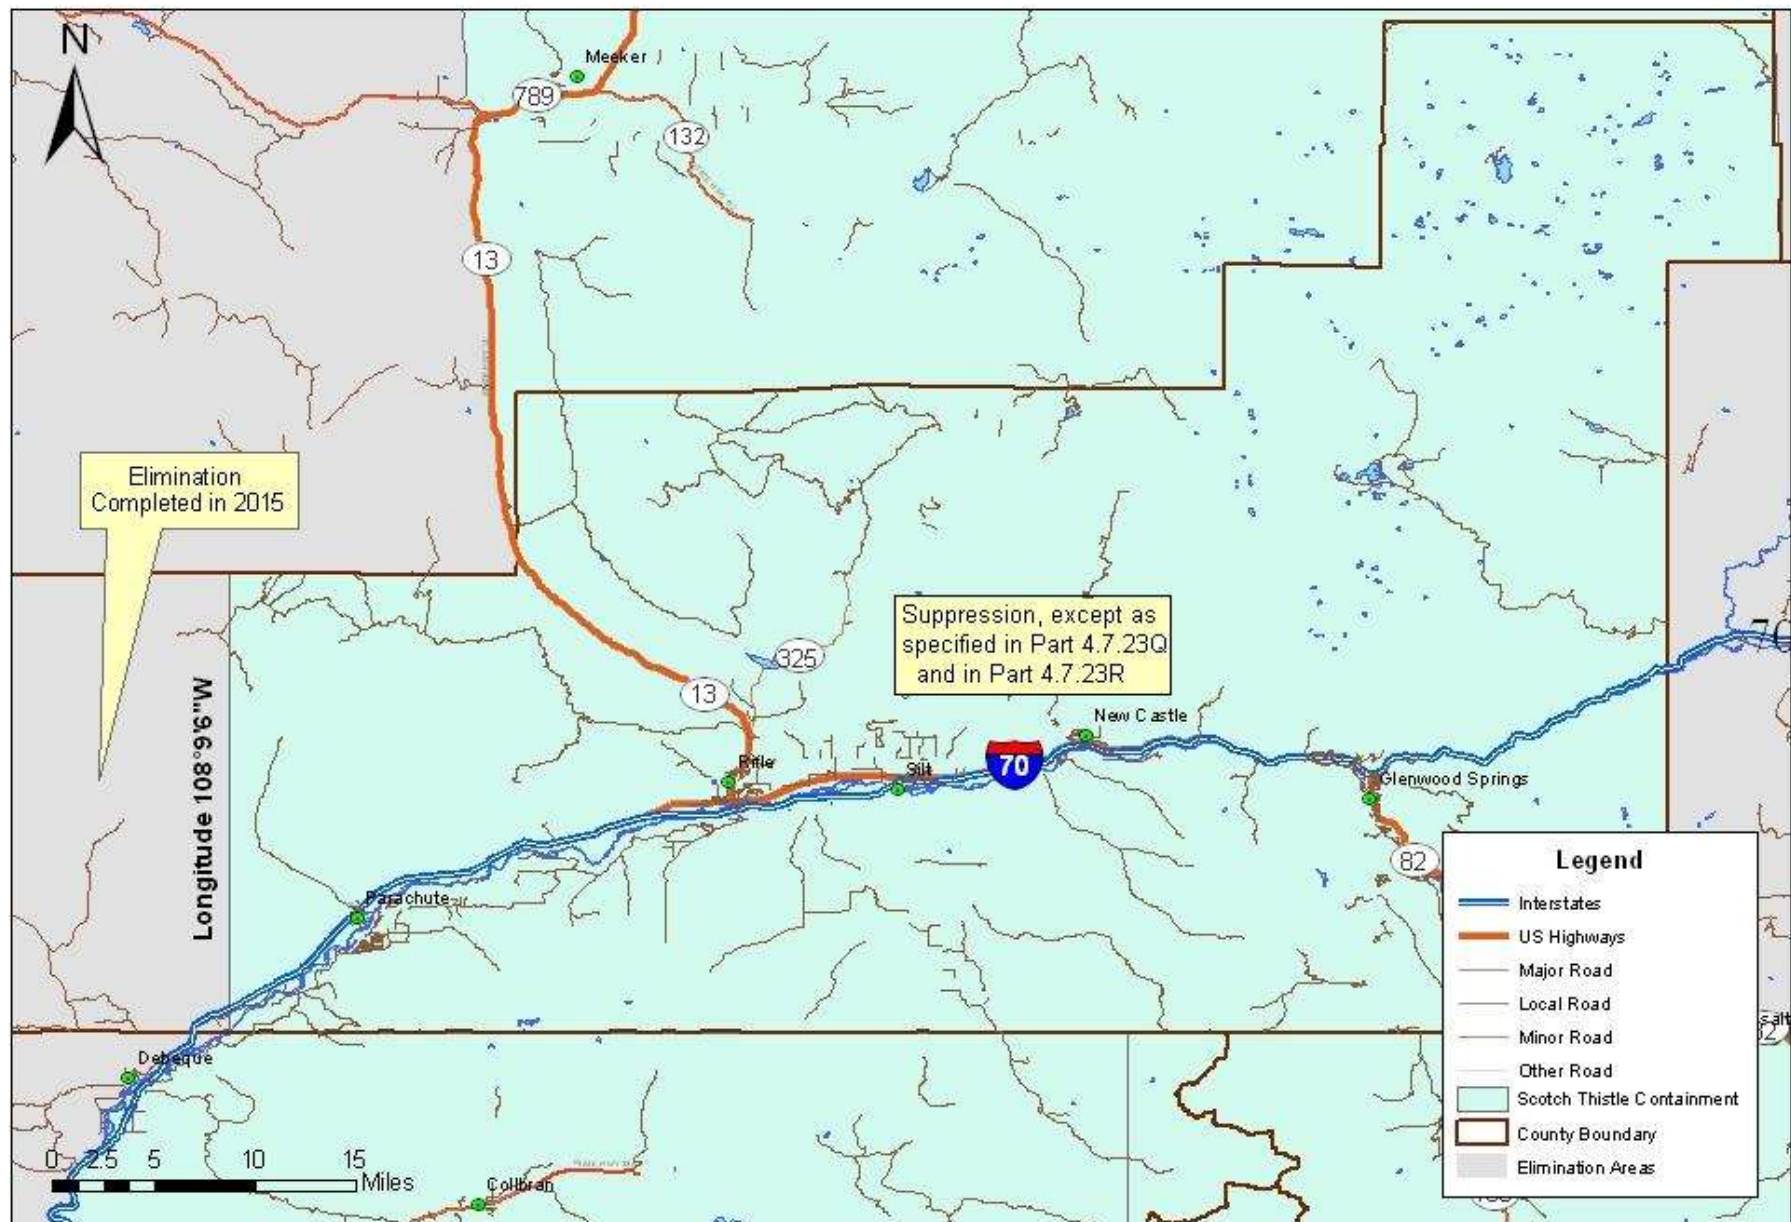 N
Meeker
789
132
13
Elimination
Completed in 2015
Suppression, except as
specified in Part 4.7.23Q
and in Part 4.7.23R
325
13
Longitude 108°9'6"W
New Castle
Rifle
Silt
70
70
Glenwood Springs
82
Parachute
Debeque
Collbran
0 2.5 5 10 15
Miles
Legend
Interstates
US Highways
Major Road
Local Road
Minor Road
Other Road
Scotch Thistle Containment
County Boundary
Elimination Areas